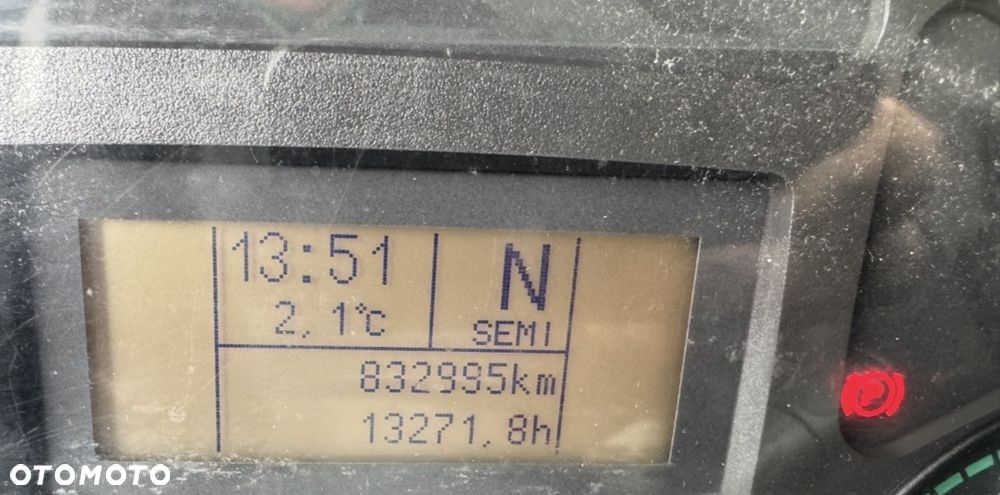 13:51
N
2,1°C
SEMI
832995km
13271,8h
P
OTOMOTO